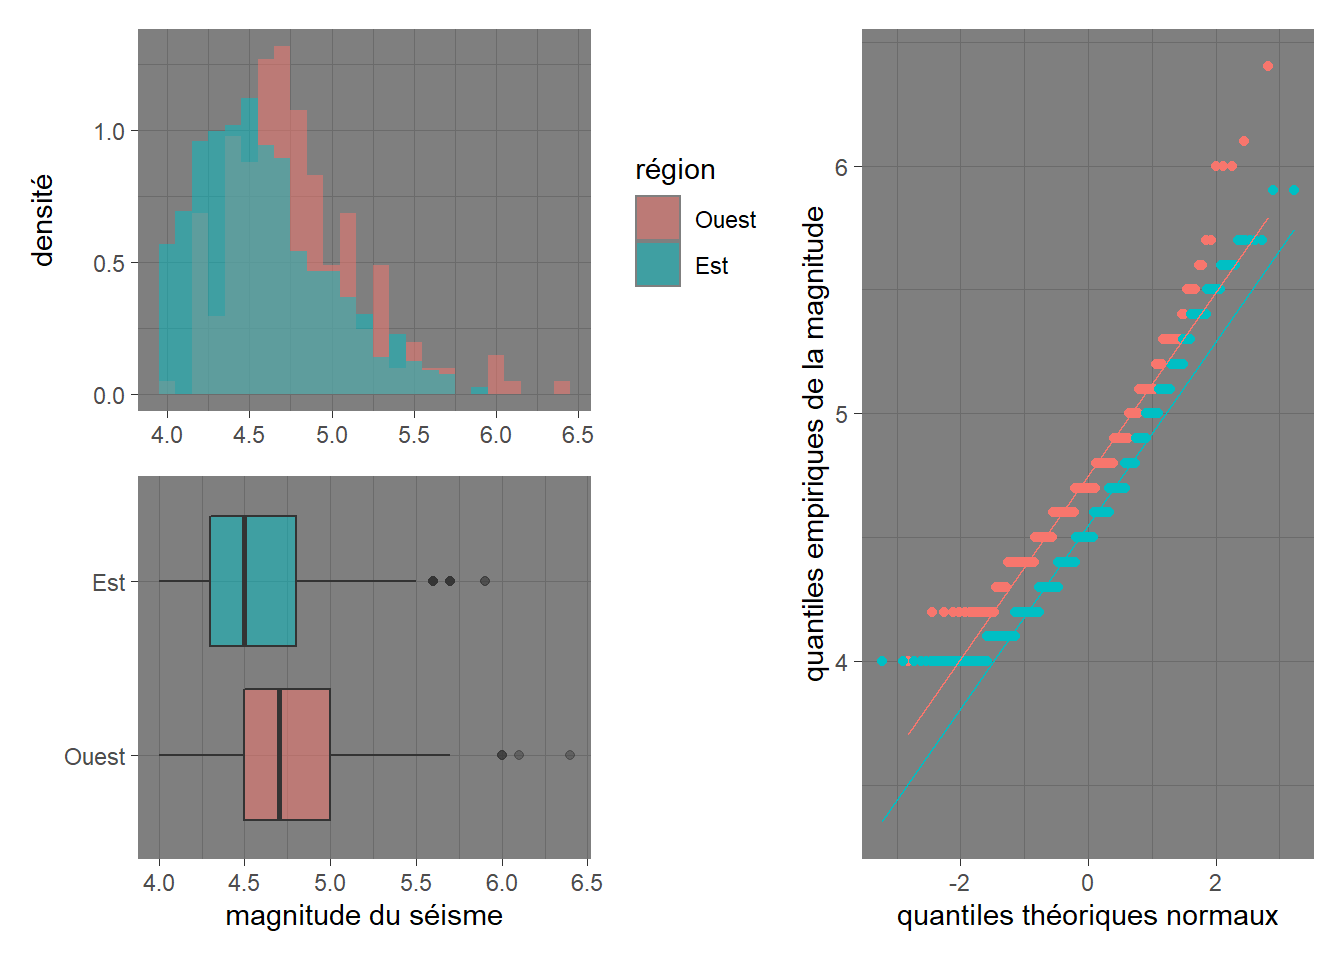 densité
1.0
0.5
0.0
4.0 4.5 5.0 5.5 6.0 6.5
région
Ouest
Est
Est
Ouest
4.0 4.5 5.0 5.5 6.0 6.5
magnitude du séisme
quantiles empiriques de la magnitude
6
5
4
-2 0 2
quantiles théoriques normaux